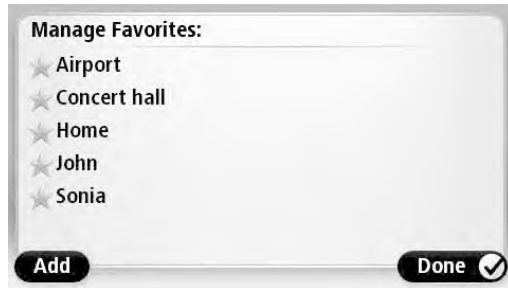 Manage Favorites:
Airport
Concert hall
Home
John
Sonia
Add
Done